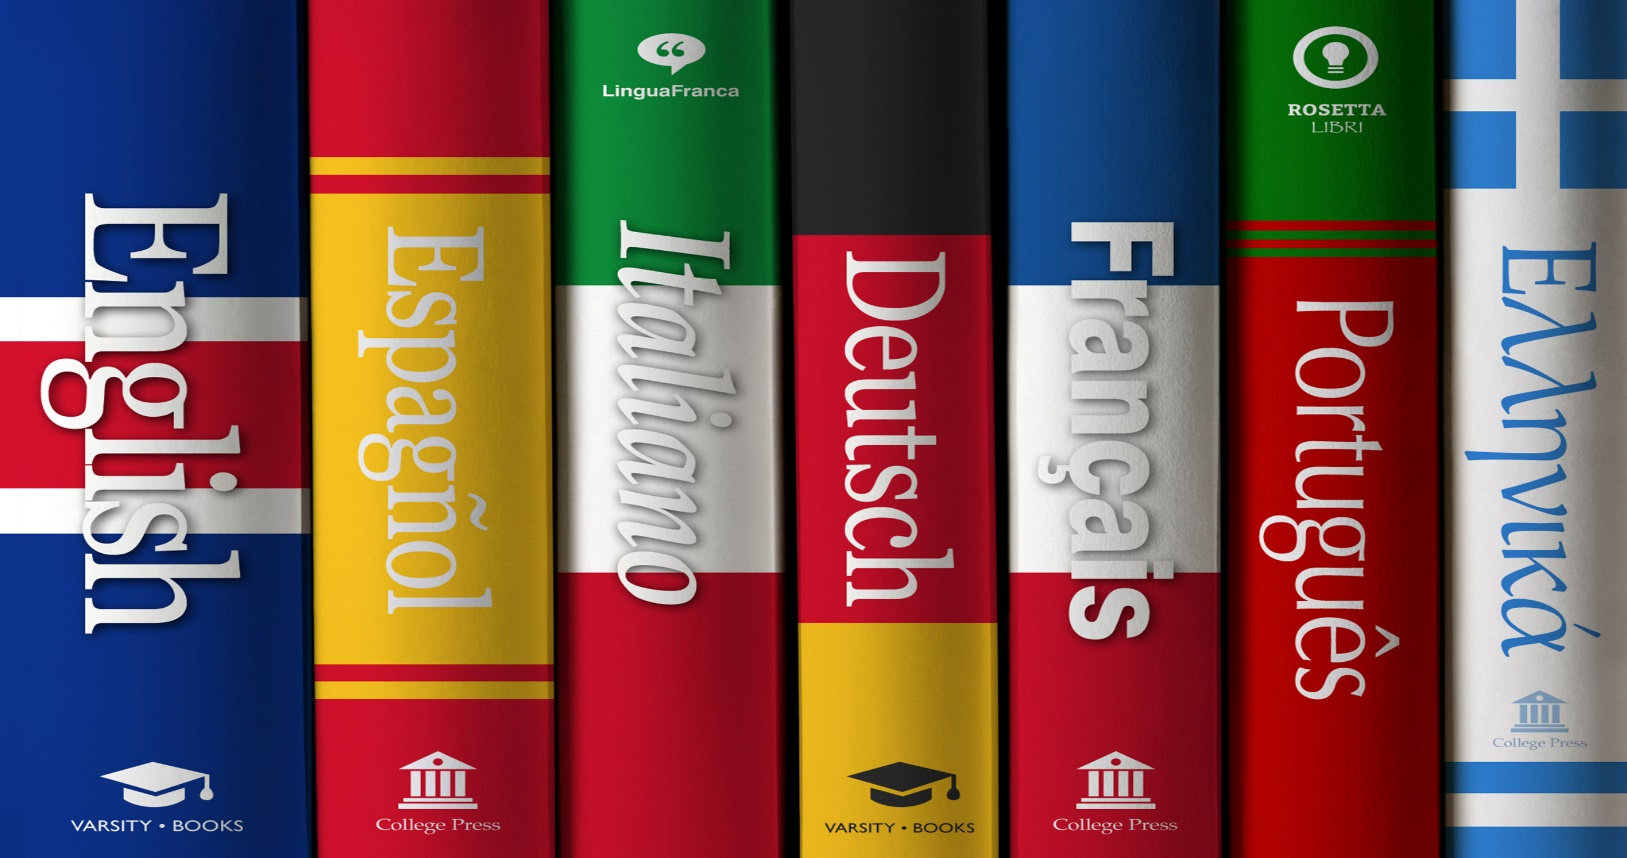 English
VARSITY • BOOKS
Español
College Press
LinguaFranca
Italiano
Deutsch
VARSITY • BOOKS
Français
College Press
ROSETTA
LIBRI
Português
Ελληνικά
College Press